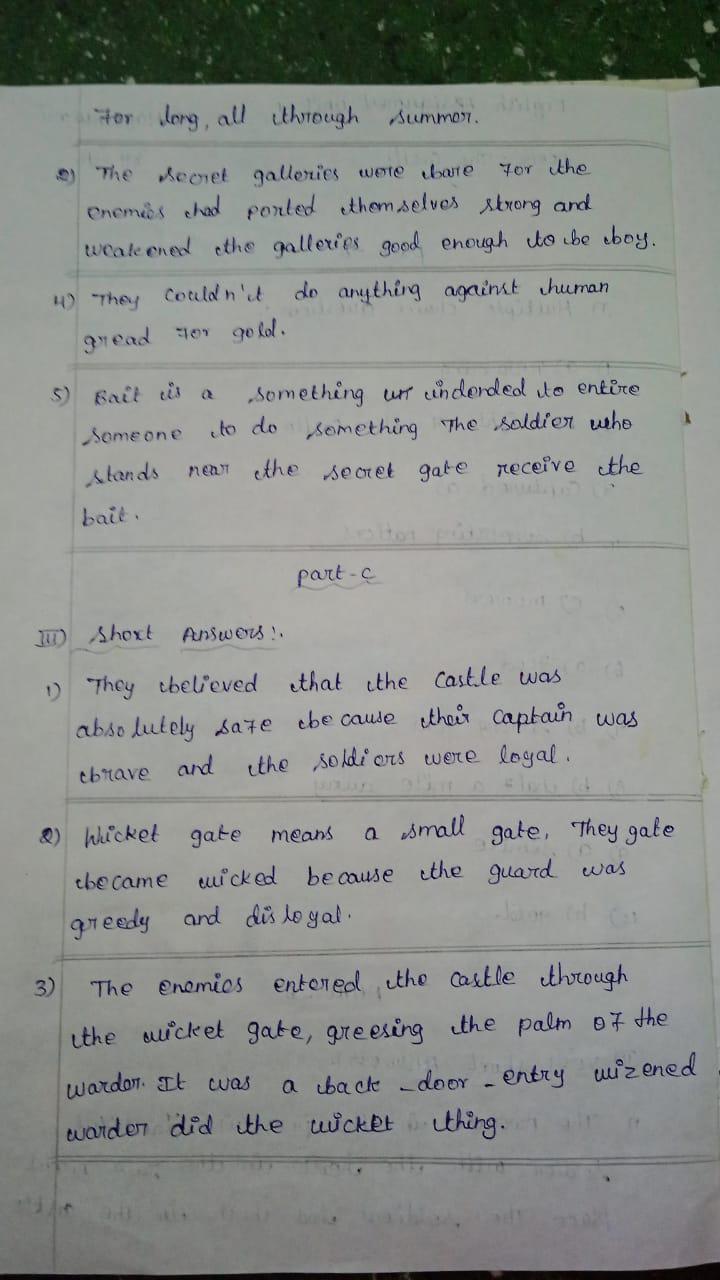 For long, all through summor.
2) The secret galleries were bare for the
enemies had ported themselves strong and
weakened the galleries good enough to be boy.
4) They couldn't do anything against human
gread for gold.
5) Bait is a something inderded to entire
someone to do something The soldier who
stands near the secret gate receive the
bait.
part-c
III) Short Answers:.
1) They believed that the castle was
absolutely safe because their captain was
brave and the soldiers were loyal.
2) Wicket gate means a small gate, They gate
became wicked because the guard was
greedy and disloyal.
3) The enemies entered the castle through
the wicket gate, greesing the palm of the
warder. It was a back-door-entry wizened
warder did the wicket thing.